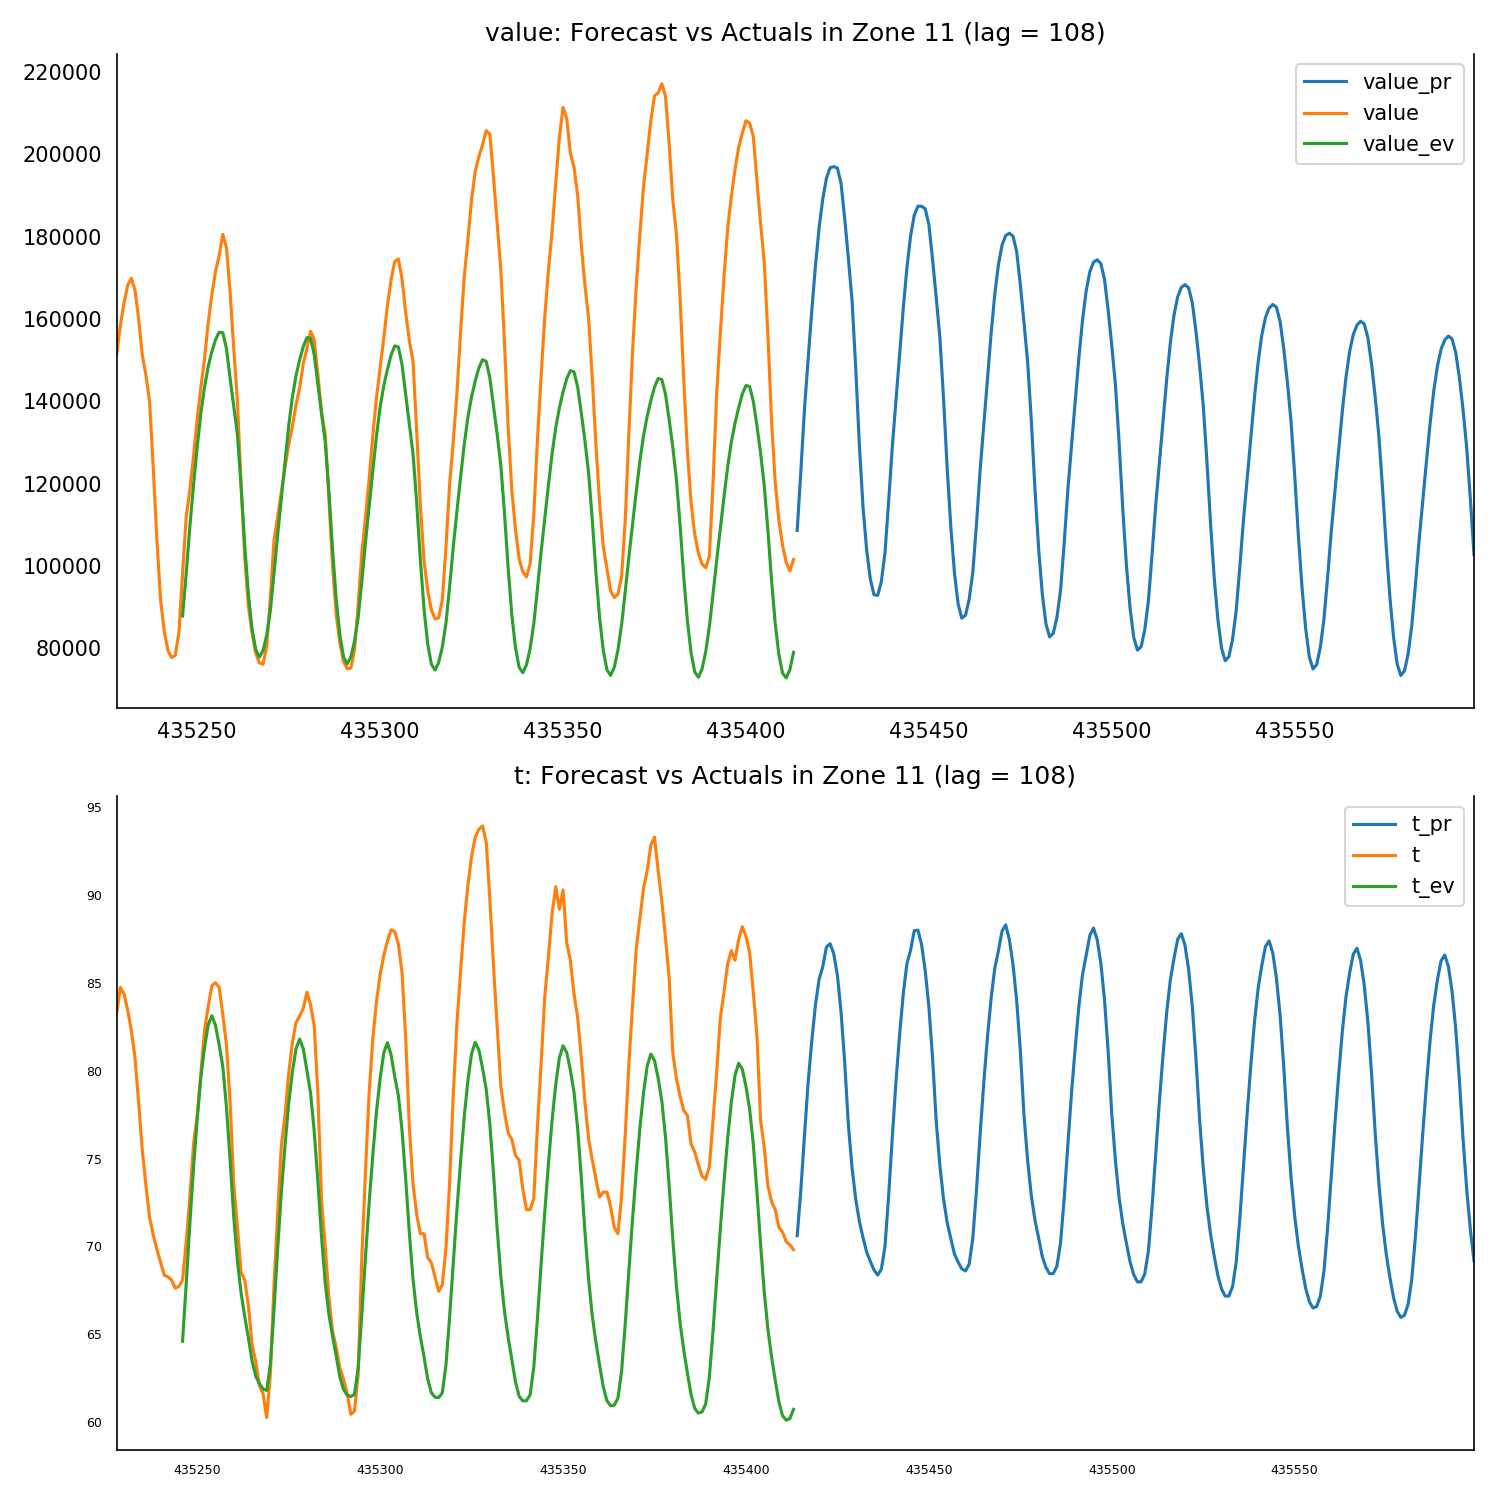 value: Forecast vs Actuals in Zone 11 (lag = 108)
220000
200000
180000
160000
140000
120000
100000
80000
value_pr
value
value_ev
435250 435300 435350 435400 435450 435500 435550
t: Forecast vs Actuals in Zone 11 (lag = 108)
95
90
85
80
75
70
65
60
t_pr
t
t_ev
435250 435300 435350 435400 435450 435500 435550